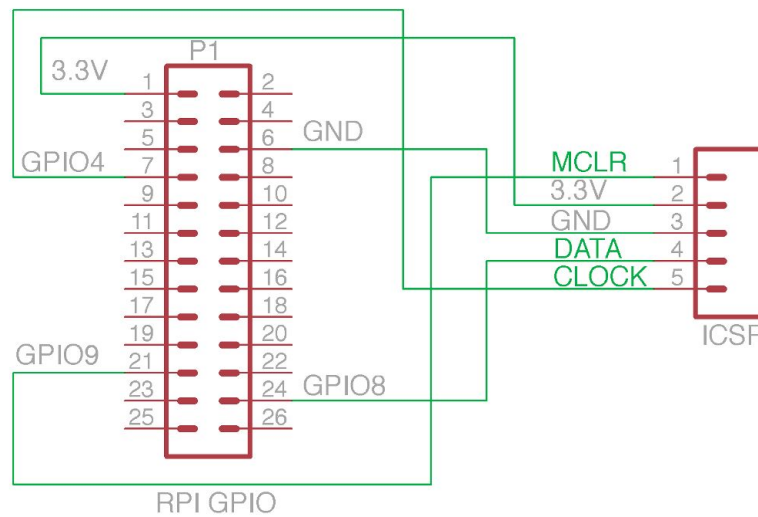 P1
3.3V
1 2
3 4
5 6 GND
GPIO4 7 8
9 10
11 12
13 14
15 16
17 18
19 20
GPIO9 21 22
23 24 GPIO8
25 26
RPI GPIO
MCLR 1
3.3V 2
GND 3
DATA 4
CLOCK 5
ICSP